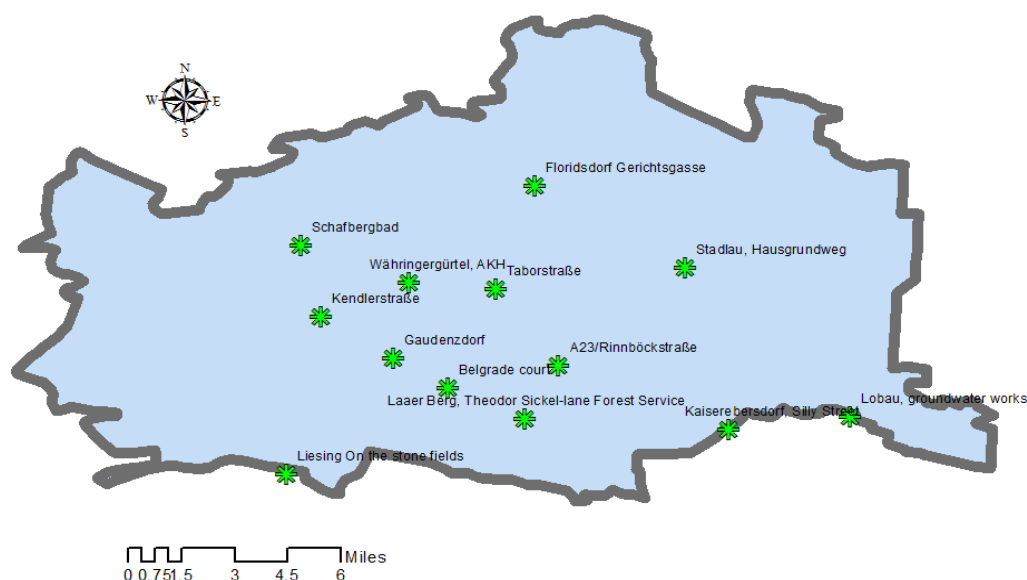 N
W E
S
Floridsdorf Gerichtsgasse
Schafbergbad
Stadlau, Hausgrundweg
Währingergürtel, AKH
Taborstraße
Kendlerstraße
Gaudenzdorf
A23/Rinnböckstraße
Belgrade court
Laaer Berg, Theodor Sickel-lane Forest Service
Lobau, groundwater works
Kaiserebersdorf, Silly Street
Liesing On the stone fields
Miles
0 0.75 1.5 3 4.5 6